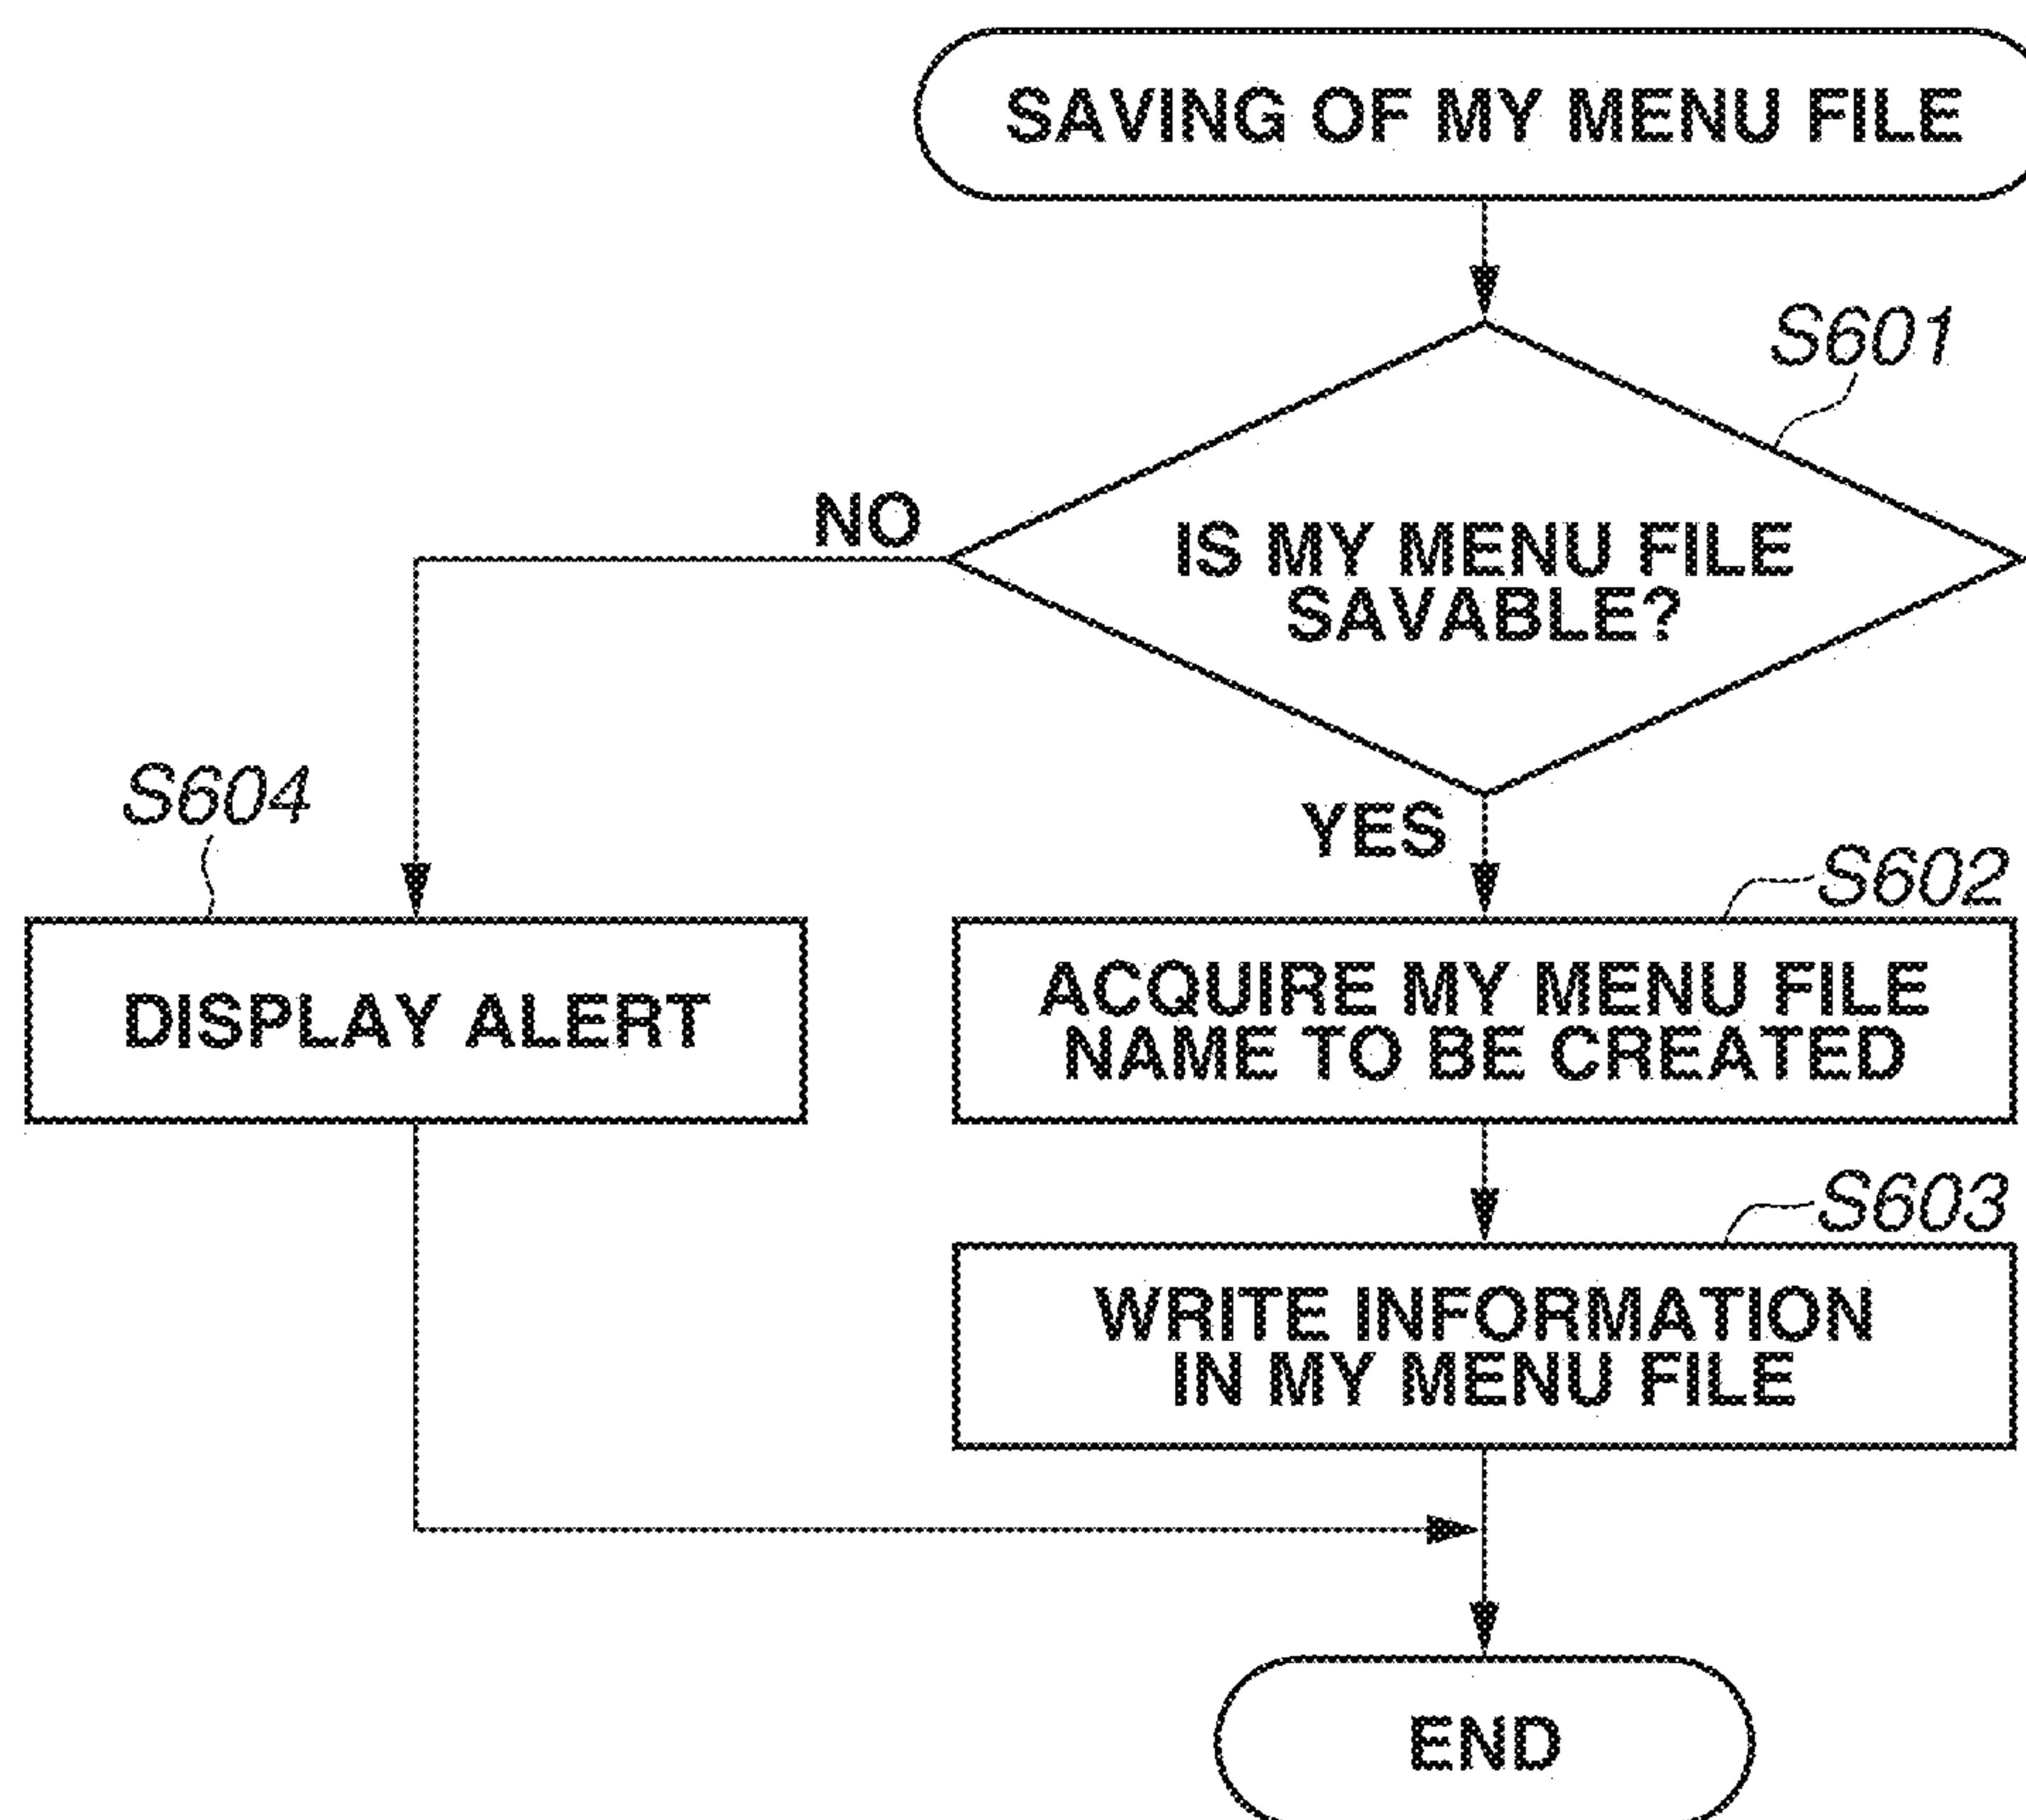 SAVING OF MY MENU FILE
S601
IS MY MENU FILE
SAVABLE?
NO
YES
S604
DISPLAY ALERT
S602
ACQUIRE MY MENU FILE
NAME TO BE CREATED
S603
WRITE INFORMATION
IN MY MENU FILE
END